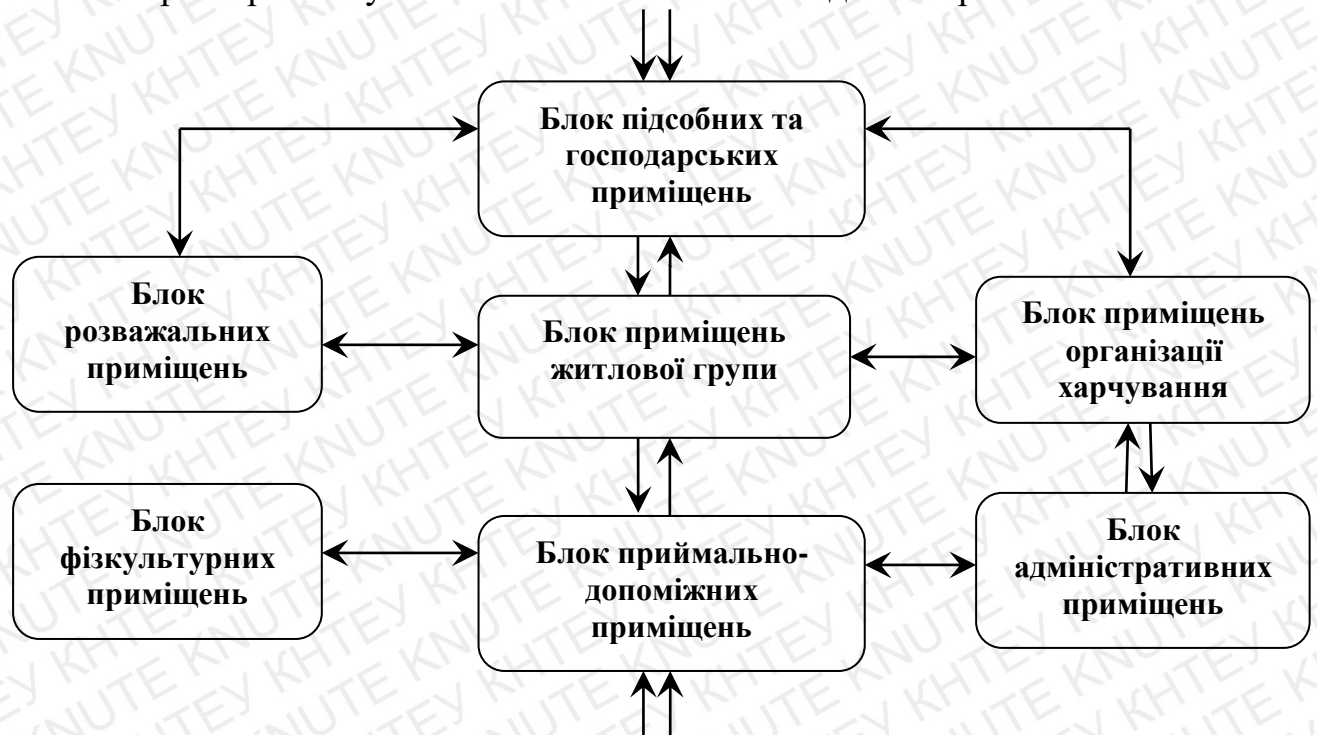 Блок підсобних та
господарських
приміщень
Блок
розважальних
приміщень
Блок приміщень
житлової групи
Блок приміщень
організації
харчування
Блок
фізкультурних
приміщень
Блок приймально-
допоміжних
приміщень
Блок
адміністративних
приміщень